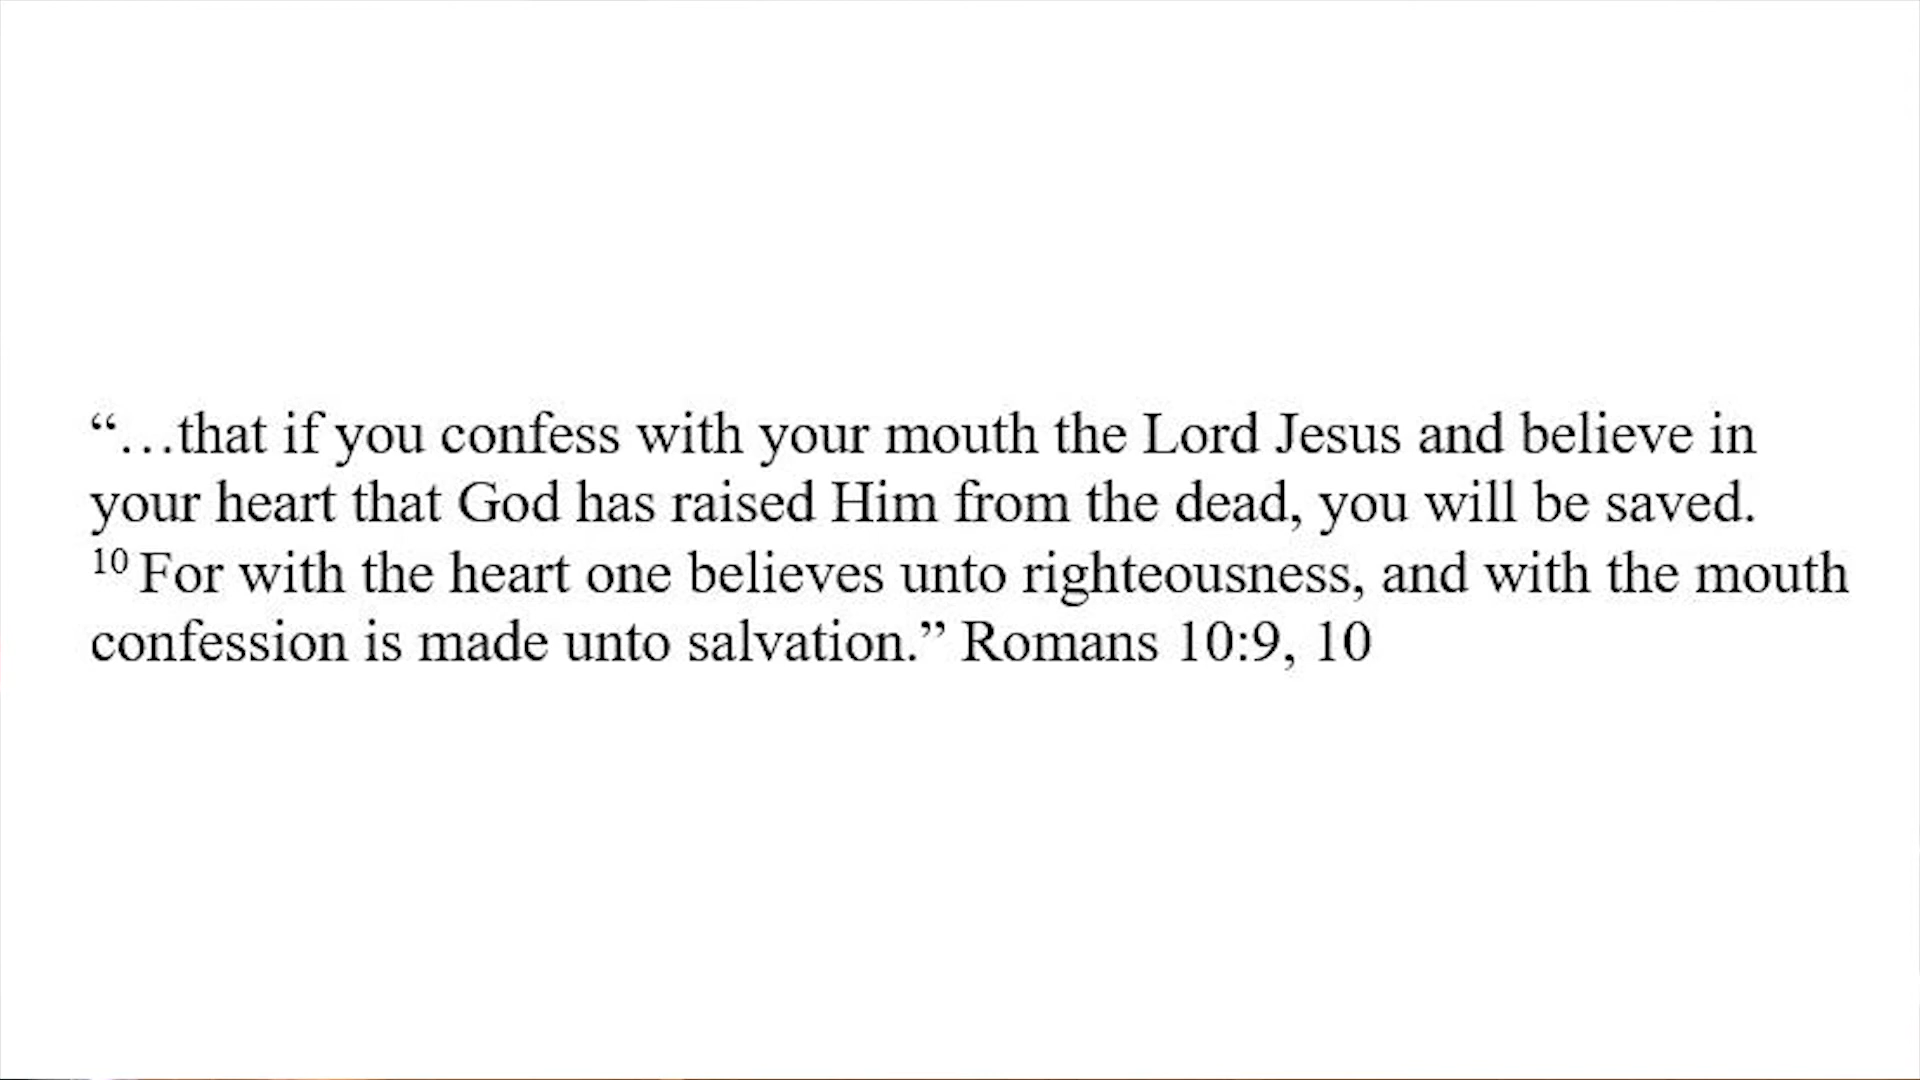 “…that if you confess with your mouth the Lord Jesus and believe in
your heart that God has raised Him from the dead, you will be saved.
10 For with the heart one believes unto righteousness, and with the mouth
confession is made unto salvation.” Romans 10:9, 10